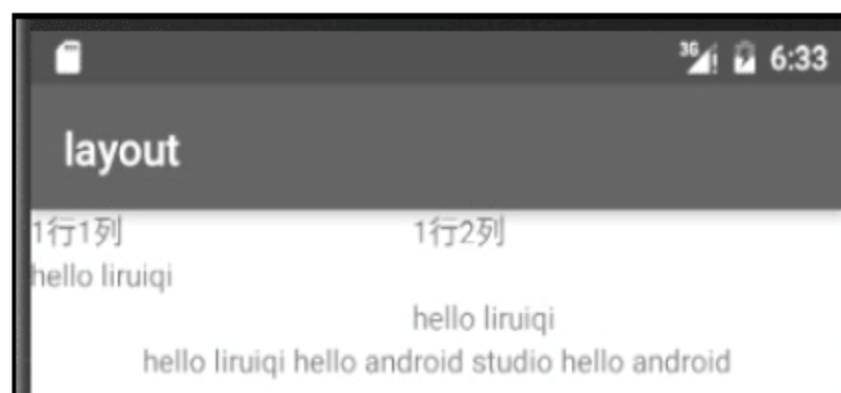 3G 6:33
layout
1行1列 1行2列
hello liruiqi
hello liruiqi
hello liruiqi hello android studio hello android